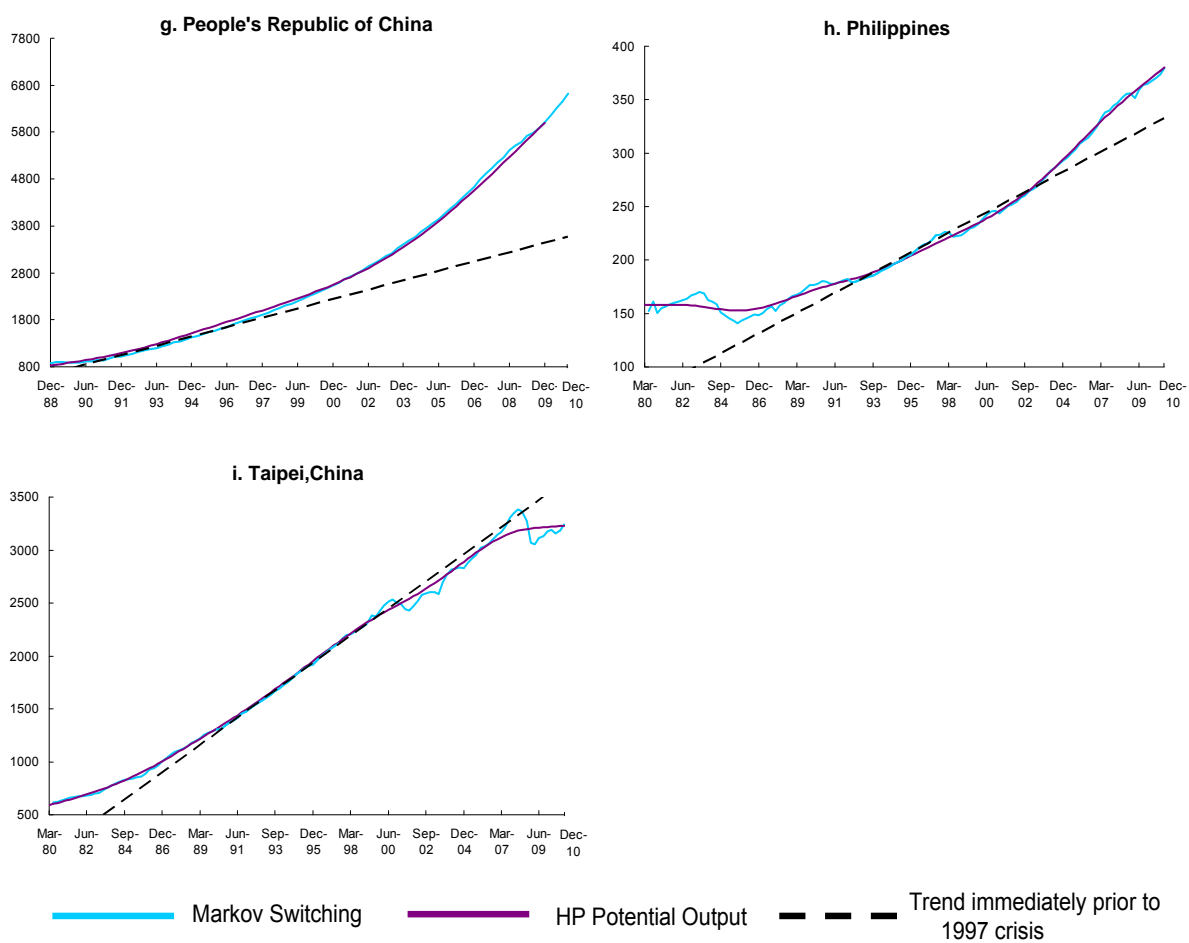 g. People's Republic of China
7800
6800
5800
4800
3800
2800
1800
800
Dec- Jun- Dec- Jun- Dec- Jun- Dec- Jun- Dec- Jun- Dec- Jun- Dec- Jun- Dec- Dec-
88 90 91 93 94 96 97 99 00 02 03 05 06 08 09 10
h. Philippines
400
350
300
250
200
150
100
Mar- Jun- Sep- Dec- Mar- Jun- Sep- Dec- Mar- Jun- Sep- Dec- Mar- Jun- Dec-
80 82 84 86 89 91 93 95 98 00 02 04 07 09 10
i. Taipei,China
3500
3000
2500
2000
1500
1000
500
Mar- Jun- Sep- Dec- Mar- Jun- Sep- Dec- Mar- Jun- Sep- Dec- Mar- Jun- Dec-
80 82 84 86 89 91 93 95 98 00 02 04 07 09 10
Markov Switching
HP Potential Output
Trend immediately prior to
1997 crisis